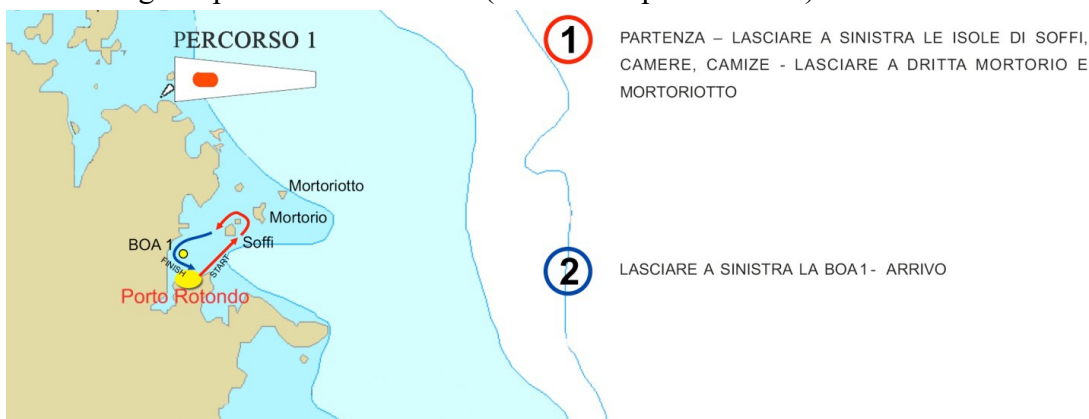 PERCORSO 1
1
PARTENZA – LASCIARE A SINISTRA LE ISOLE DI SOFFI,
CAMERE, CAMIZE - LASCIARE A DRITTA MORTORIO E
MORTORIOTTO
Mortoriotto
Mortorio
Soffi
BOA 1
FINISH
START
Porto Rotondo
2
LASCIARE A SINISTRA LA BOA1- ARRIVO